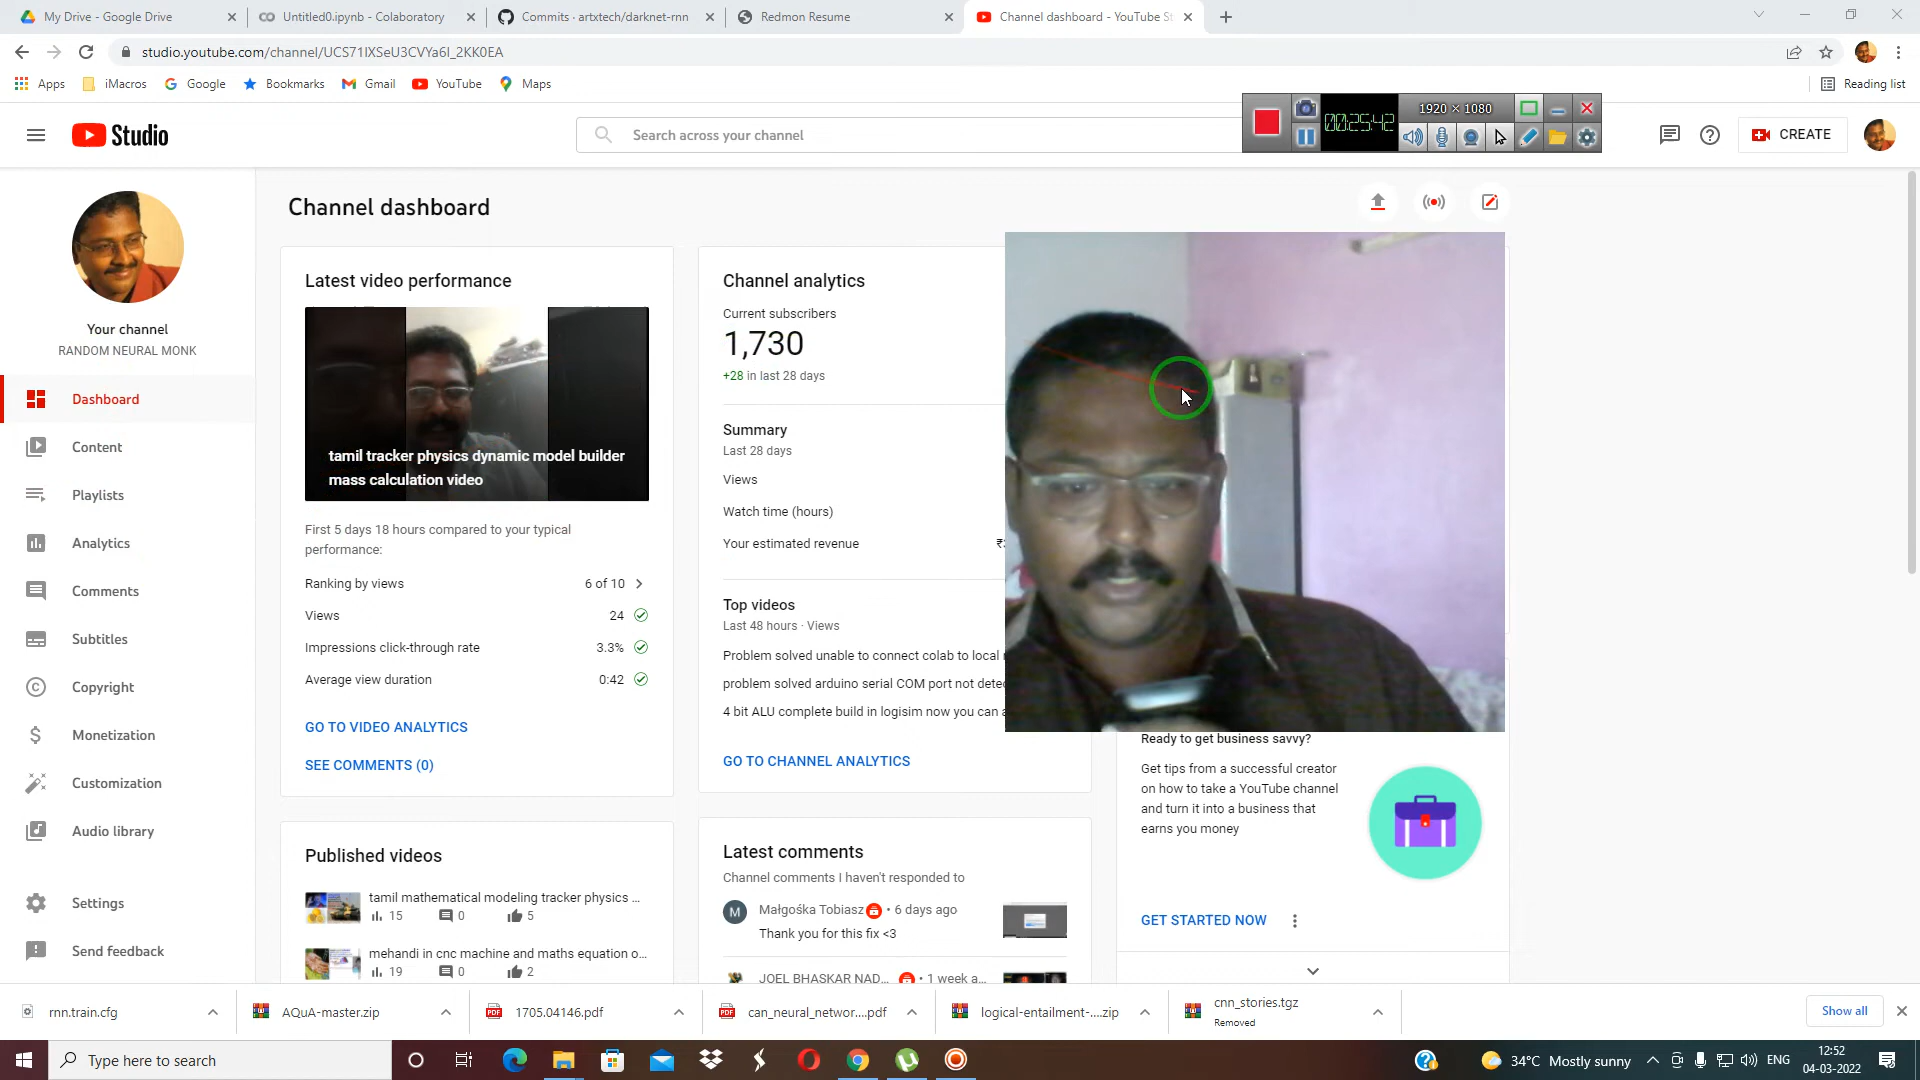 My Drive - Google Drive
Untitled0.ipynb - Colaboratory
Commits · artxtech/darknet-rnn
Redmon Resume
Channel dashboard - YouTube St
studio.youtube.com/channel/UCS71IXSeU3CVYa6I_2KK0EA
Apps
iMacros
Google
Bookmarks
Gmail
YouTube
Maps
Reading list
Studio
Search across your channel
00:25:42
1920 × 1080
CREATE
Your channel
RANDOM NEURAL MONK
Dashboard
Content
Playlists
Analytics
Comments
Subtitles
Copyright
Monetization
Customization
Audio library
Settings
Send feedback
Channel dashboard
Latest video performance
tamil tracker physics dynamic model builder
mass calculation video
First 5 days 18 hours compared to your typical
performance:
Ranking by views 6 of 10
Views 24
Impressions click-through rate 3.3%
Average view duration 0:42
GO TO VIDEO ANALYTICS
SEE COMMENTS (0)
Published videos
tamil mathematical modeling tracker physics ...
15 0 5
mehandi in cnc machine and maths equation o...
19 0 2
Channel analytics
Current subscribers
1,730
+28 in last 28 days
Summary
Last 28 days
Views
Watch time (hours)
Your estimated revenue
Top videos
Last 48 hours · Views
Problem solved unable to connect colab to local
problem solved arduino serial COM port not
4 bit ALU complete build in logisim now you can
GO TO CHANNEL ANALYTICS
Latest comments
Channel comments I haven't responded to
M
Małgośka Tobiasz • 6 days ago
Thank you for this fix <3
JOEL BHASKAR NAD... • 1 week a...
Ready to get business savvy?
Get tips from a successful creator
on how to take a YouTube channel
and turn it into a business that
earns you money
GET STARTED NOW
rnn.train.cfg
AQuA-master.zip
PDF
1705.04146.pdf
PDF
can_neural_networ....pdf
logical-entailment-....zip
cnn_stories.tgz
Removed
Show all
Type here to search
34°C Mostly sunny
ENG
12:52
04-03-2022